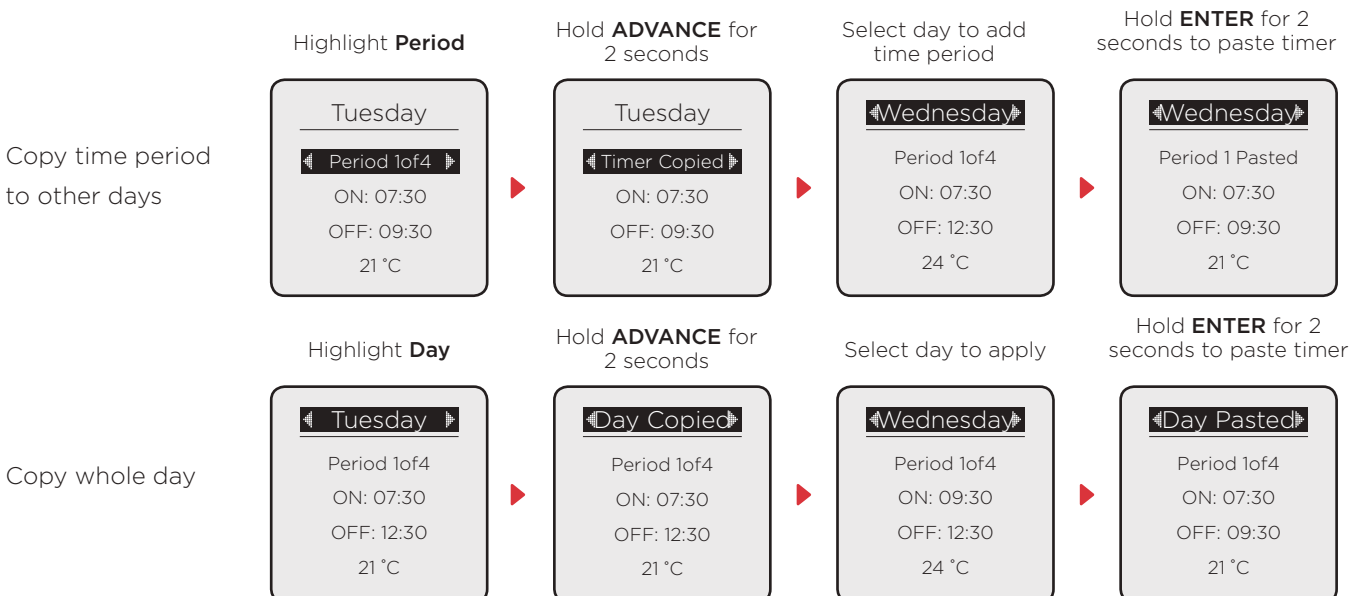 Highlight Period
Hold ADVANCE for
2 seconds
Select day to add
time period
Hold ENTER for 2
seconds to paste timer
Copy time period
to other days
Tuesday
Period 1of4
ON: 07:30
OFF: 09:30
21 °C
Tuesday
Timer Copied
ON: 07:30
OFF: 09:30
21 °C
Wednesday
Period 1of4
ON: 07:30
OFF: 12:30
24 °C
Wednesday
Period 1 Pasted
ON: 07:30
OFF: 09:30
21 °C
Highlight Day
Hold ADVANCE for
2 seconds
Select day to apply
Hold ENTER for 2
seconds to paste timer
Copy whole day
Tuesday
Period 1of4
ON: 07:30
OFF: 12:30
21 °C
Day Copied
Period 1of4
ON: 07:30
OFF: 12:30
21 °C
Wednesday
Period 1of4
ON: 09:30
OFF: 12:30
24 °C
Day Pasted
Period 1of4
ON: 07:30
OFF: 09:30
21 °C